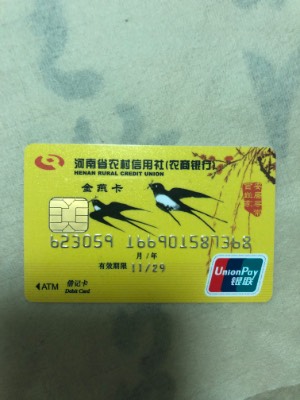 河南省农村信用社(农商银行)
HENAN RURAL CREDIT UNION
金燕卡
623059 166901587368
月/年
有效期限 11/29
ATM
借记卡
Debit Card
UnionPay
银联